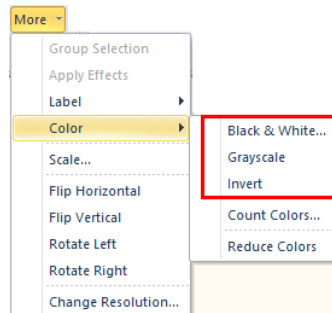 More
Group Selection
Apply Effects
Label
Color
Scale...
Flip Horizontal
Flip Vertical
Rotate Left
Rotate Right
Change Resolution...
Black & White...
Grayscale
Invert
Count Colors...
Reduce Colors